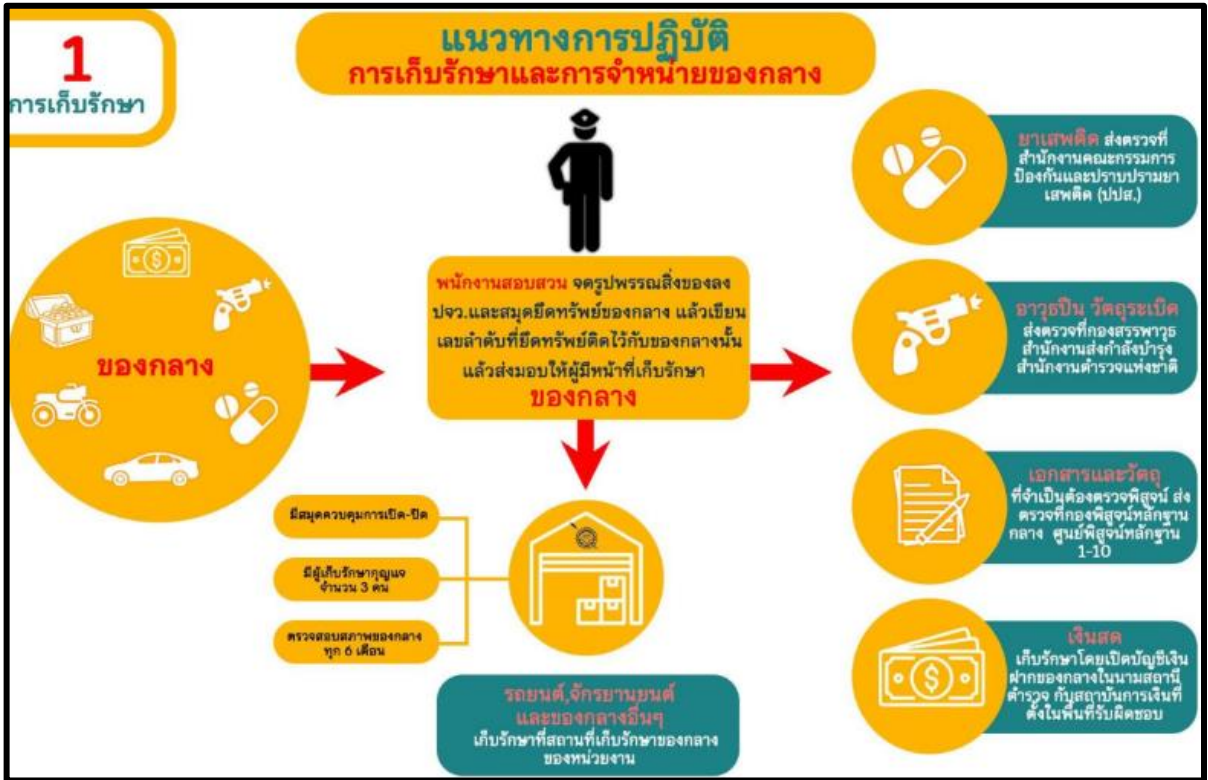 1
การเก็บรักษา
แนวทางการปฏิบัติ
การเก็บรักษาและการจำหน่ายของกลาง
ของกลาง
พนักงานสอบสวน จดรูปพรรณสิ่งของลง
ปจว.และสมุดยึดทรัพย์ของกลาง แล้วเขียน
เลขลำดับที่ยึดทรัพย์ติดไว้กับของกลางนั้น
แล้วส่งมอบให้ผู้มีหน้าที่เก็บรักษา
ของกลาง
มีสมุดควบคุมการเปิด-ปิด
มีผู้เก็บรักษากุญแจ
จำนวน 3 คน
ตรวจสอบสภาพของกลาง
ทุก 6 เดือน
รถยนต์,จักรยานยนต์
และของกลางอื่นๆ
เก็บรักษาที่สถานที่เก็บรักษาของกลาง
ของหน่วยงาน
ยาเสพติด ส่งตรวจที่
สำนักงานคณะกรรมการ
ป้องกันและปราบปรามยา
เสพติด (ปปส.)
อาวุธปืน วัตถุระเบิด
ส่งตรวจที่กองสรรพาวุธ
สำนักงานส่งกำลังบำรุง
สำนักงานตำรวจแห่งชาติ
เอกสารและวัตถุ
ที่จำเป็นต้องตรวจพิสูจน์ ส่ง
ตรวจที่กองพิสูจน์หลักฐาน
กลาง ศูนย์พิสูจน์หลักฐาน
1-10
เงินสด
เก็บรักษาโดยเปิดบัญชีเงิน
ฝากของกลางในนามสถานี
ตำรวจ กับสถาบันการเงินที่
ตั้งในพื้นที่รับผิดชอบ